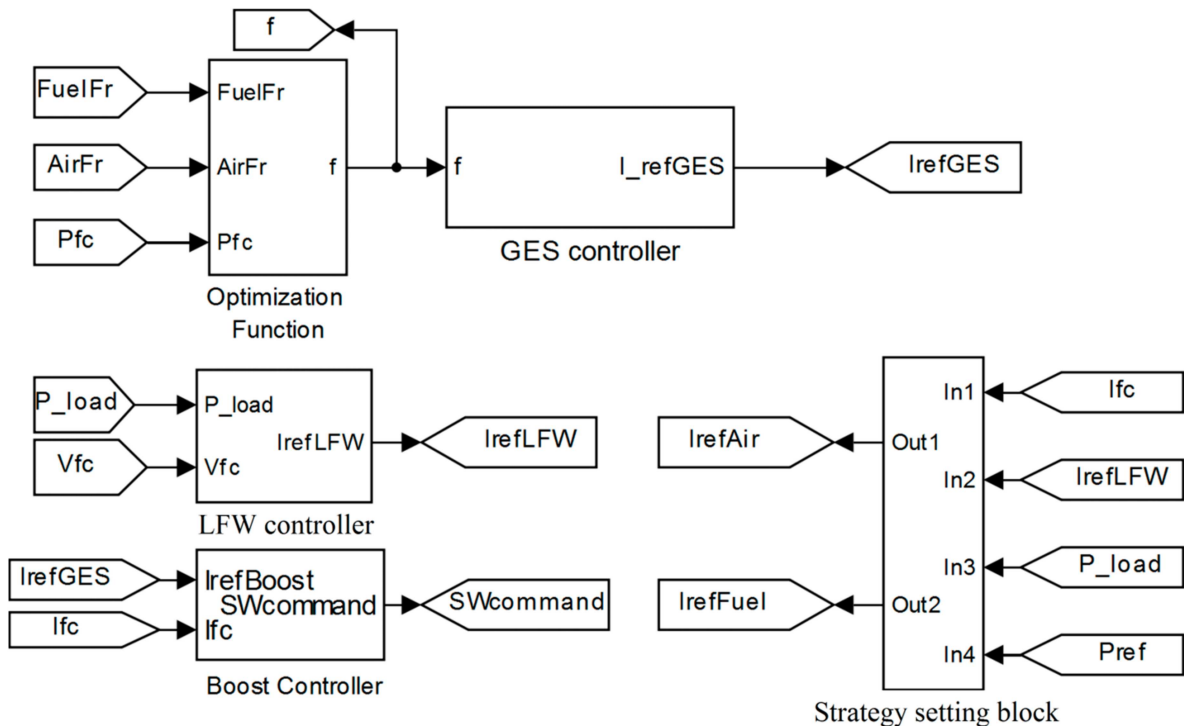 f
FuelFr
FuelFr
AirFr
AirFr
f
f
I_refGES
IrefGES
Pfc
Pfc
GES controller
Optimization
Function
P_load
P_load
IrefLFW
IrefLFW
Vfc
Vfc
LFW controller
IrefGES
IrefBoost
SWcommand
SWcommand
Ifc
Ifc
Boost Controller
In1
Ifc
IrefAir
Out1
In2
IrefLFW
In3
P_load
IrefFuel
Out2
In4
Pref
Strategy setting block